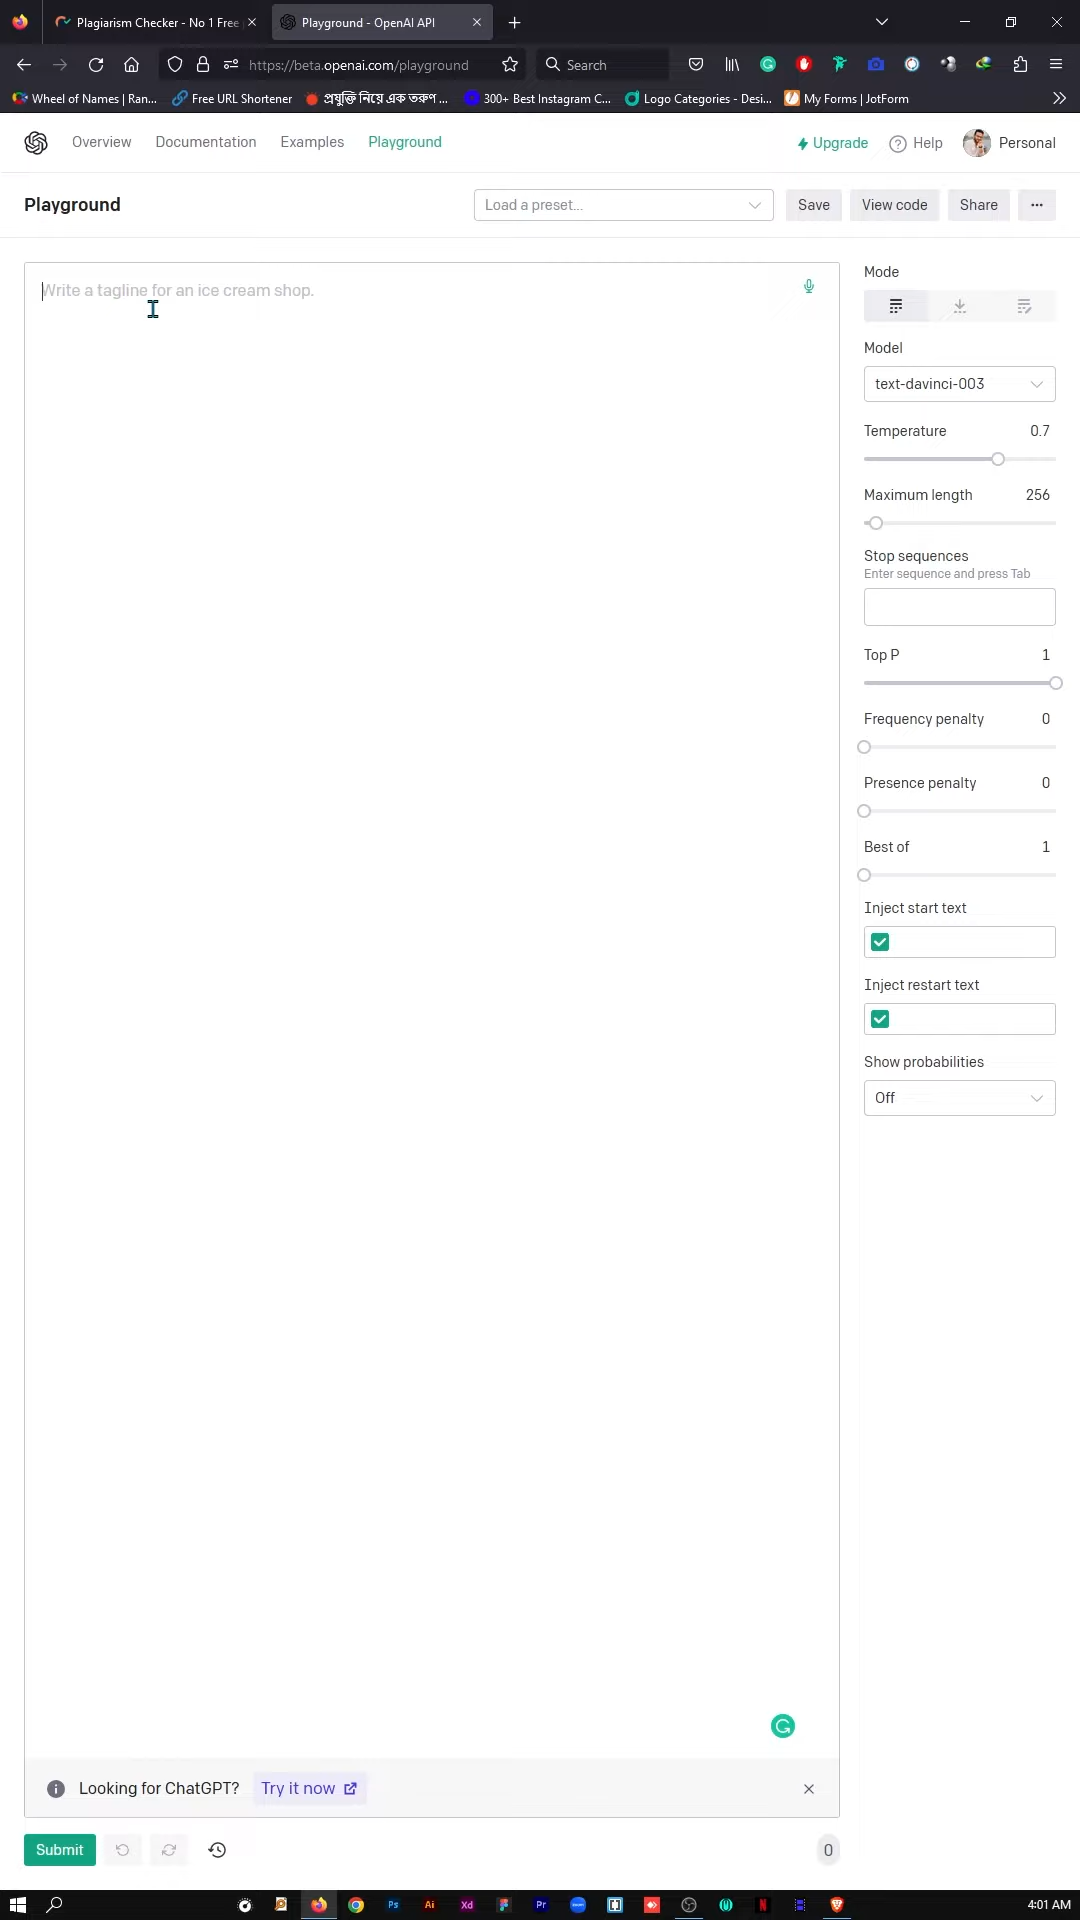 Plagiarism Checker - No 1 Free
Playground - OpenAI API
https://beta.openai.com/playground
Search
Wheel of Names | Ran...
Free URL Shortener
প্রযুক্তি নিয়ে এক তরুণ ...
300+ Best Instagram C...
Logo Categories - Desi...
My Forms | JotForm
Overview
Documentation
Examples
Playground
Upgrade
Help
Personal
Playground
Load a preset...
Save
View code
Share
Write a tagline for an ice cream shop.
Mode
Model
text-davinci-003
Temperature 0.7
Maximum length 256
Stop sequences
Enter sequence and press Tab
Top P 1
Frequency penalty 0
Presence penalty 0
Best of 1
Inject start text
Inject restart text
Show probabilities
Off
Looking for ChatGPT? Try it now
Submit
0
Ps
Ai
Xd
Pr
4:01 AM